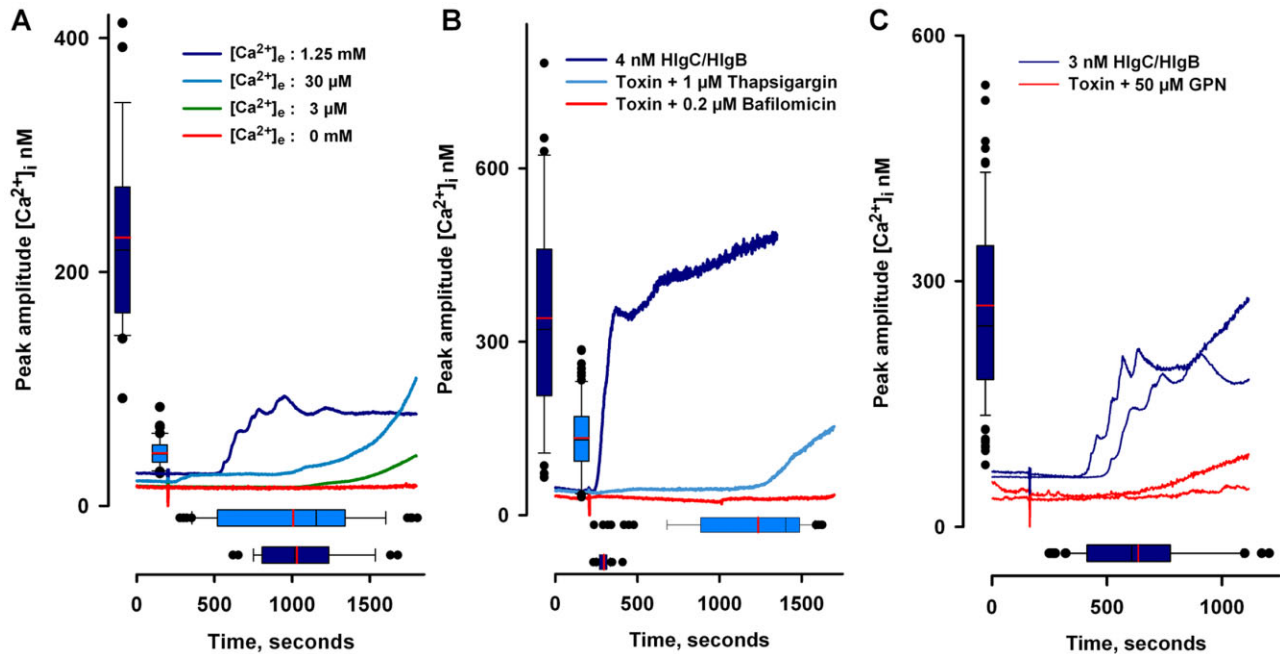 A
Peak amplitude [Ca²⁺]ᵢ nM
400
200
0
[Ca²⁺]ₑ : 1.25 mM
[Ca²⁺]ₑ : 30 µM
[Ca²⁺]ₑ : 3 µM
[Ca²⁺]ₑ : 0 mM
0 500 1000 1500
Time, seconds
B
Peak amplitude [Ca²⁺]ᵢ nM
600
300
0
4 nM HlgC/HlgB
Toxin + 1 µM Thapsigargin
Toxin + 0.2 µM Bafilomicin
0 500 1000 1500
Time, seconds
C
Peak amplitude [Ca²⁺]ᵢ nM
600
300
0
3 nM HlgC/HlgB
Toxin + 50 µM GPN
0 500 1000
Time, seconds